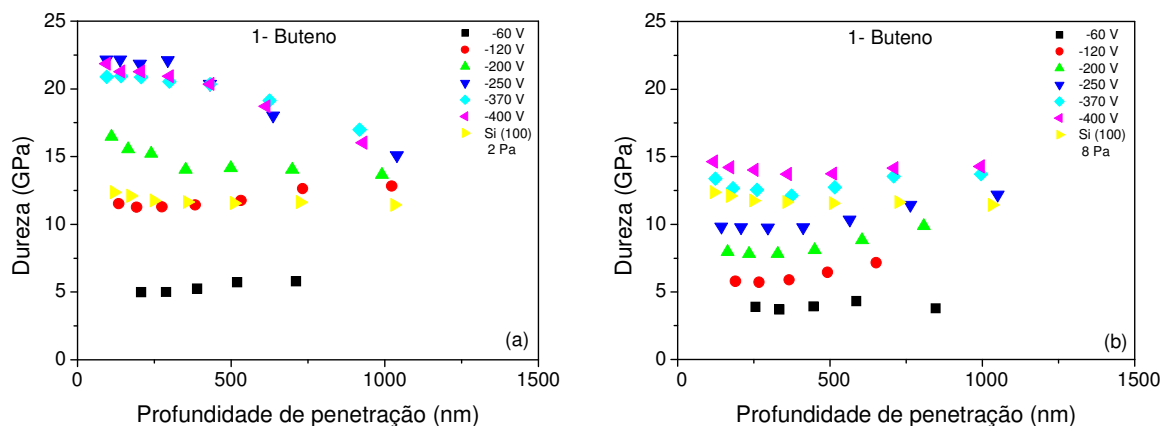 1- Buteno
-60 V
-120 V
-200 V
-250 V
-370 V
-400 V
Si (100)
2 Pa
25
20
15
10
5
0
Dureza (GPa)
(a)
0
500
1000
1500
Profundidade de penetração (nm)
1- Buteno
-60 V
-120 V
-200 V
-250 V
-370 V
-400 V
Si (100)
8 Pa
25
20
15
10
5
0
Dureza (GPa)
(b)
0
500
1000
1500
Profundidade de penetração (nm)